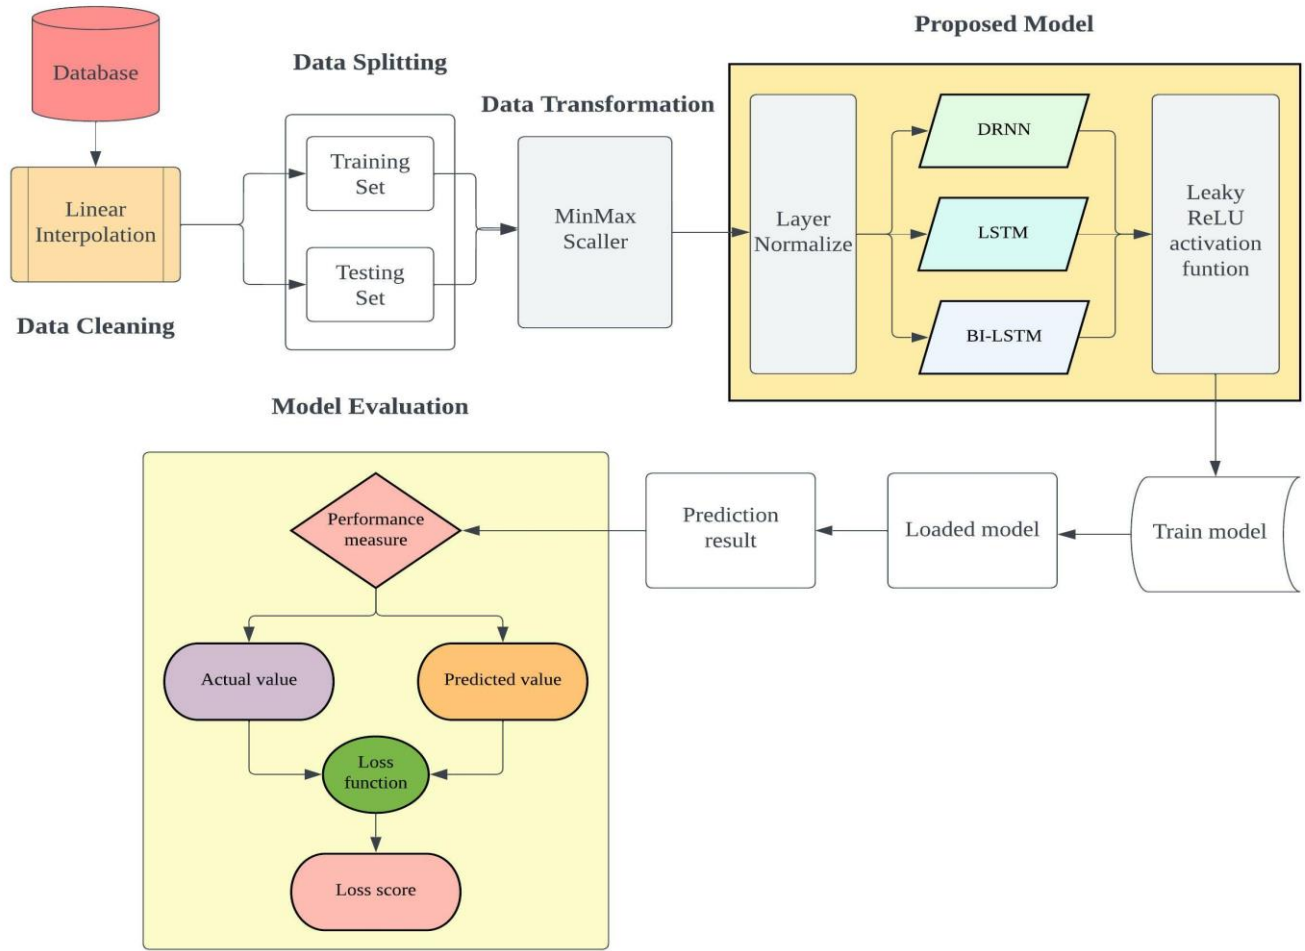 Proposed Model
Database
Data Splitting
Data Transformation
Training
Set
Testing
Set
Linear
Interpolation
Data Cleaning
MinMax
Scaller
Layer
Normalize
DRNN
LSTM
BI-LSTM
Leaky
ReLU
activation
funtion
Model Evaluation
Performance
measure
Prediction
result
Loaded model
Train model
Actual value
Predicted value
Loss
function
Loss score